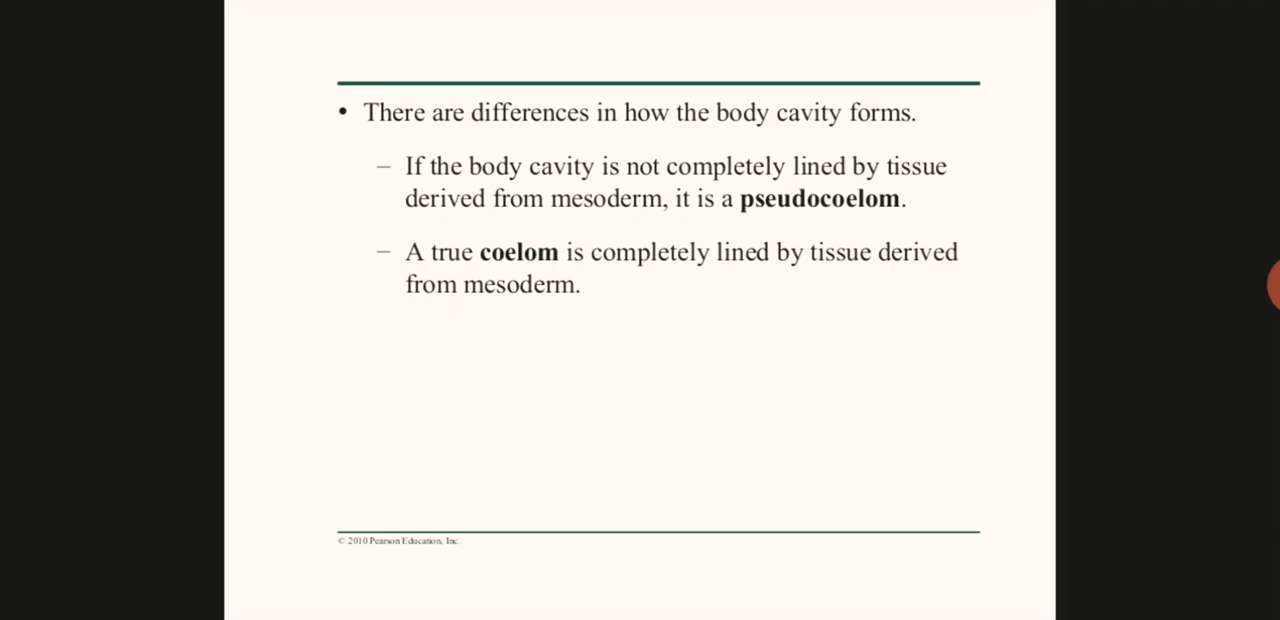 • There are differences in how the body cavity forms.
– If the body cavity is not completely lined by tissue
derived from mesoderm, it is a pseudocoelom.
– A true coelom is completely lined by tissue derived
from mesoderm.
© 2010 Pearson Education, Inc.